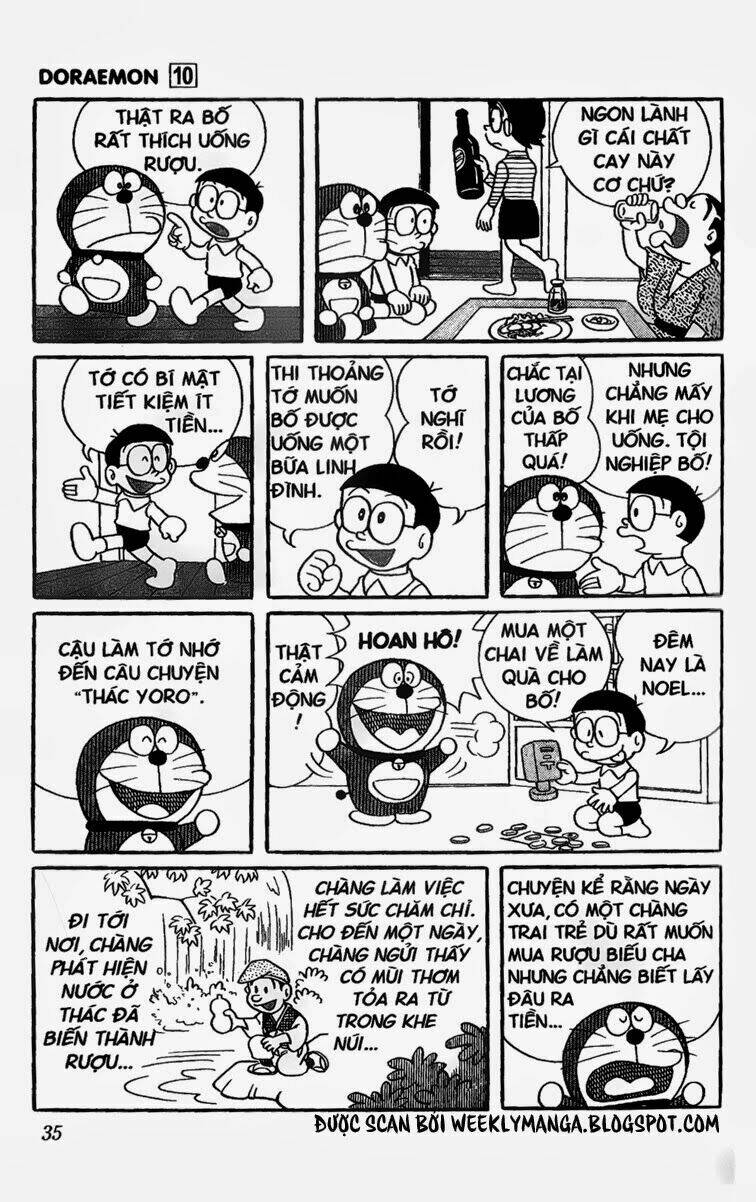 DORAEMON 10
NGON LÀNH
GÌ CÁI CHẤT
CAY NÀY
CƠ CHỨ?
THẬT RA BỐ
RẤT THÍCH UỐNG
RƯỢU.
NHƯNG
CHẲNG MẤY
KHI MẸ CHO
UỐNG. TỘI
NGHIỆP BỐ!
CHẮC TẠI
LƯƠNG
CỦA BỐ
THẤP
QUÁ!
TỚ
NGHĨ
RỒI!
THI THOẢNG
TỚ MUỐN
BỐ ĐƯỢC
UỐNG MỘT
BỮA LINH
ĐÌNH.
TỚ CÓ BÍ MẬT
TIẾT KIỆM ÍT
TIỀN...
ĐÊM
NAY LÀ
NOEL...
MUA MỘT
CHAI VỀ LÀM
QUÀ CHO
BỐ!
HOAN HÔ!
THẬT
CẢM
ĐỘNG
!
CẬU LÀM TỚ NHỚ
ĐẾN CÂU CHUYỆN
“THÁC YORO”.
CHUYỆN KỂ RẰNG NGÀY
XƯA, CÓ MỘT CHÀNG
TRAI TRẺ DÙ RẤT MUỐN
MUA RƯỢU BIẾU CHA
NHƯNG CHẲNG BIẾT LẤY
ĐÂU RA
TIỀN...
CHÀNG LÀM VIỆC
HẾT SỨC CHĂM CHỈ.
CHO ĐẾN MỘT NGÀY,
CHÀNG NGỬI THẤY
CÓ MÙI THƠM
TỎA RA TỪ
TRONG KHE
NÚI...
ĐI TỚI
NƠI, CHÀNG
PHÁT HIỆN
NƯỚC Ở
THÁC ĐÃ
BIẾN THÀNH
RƯỢU...
35
ĐƯỢC SCAN BỞI WEEKLYMANGA.BLOGSPOT.COM